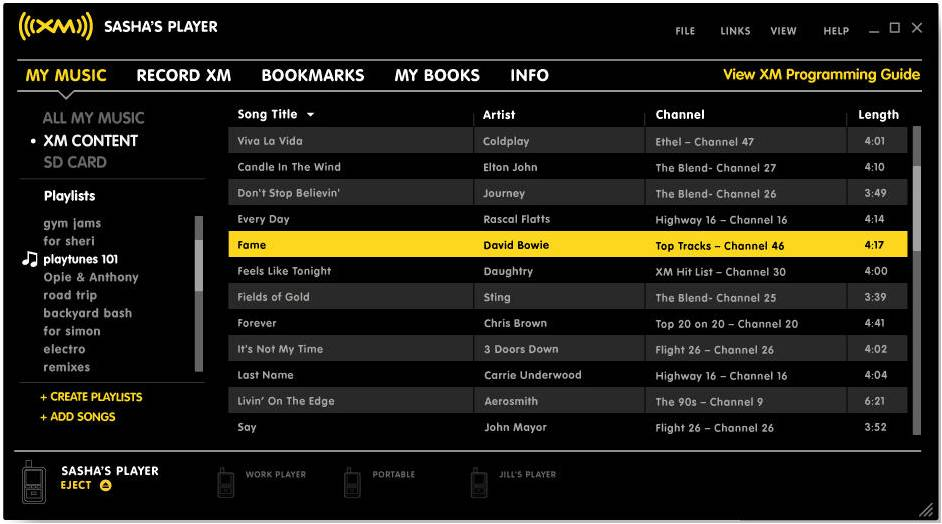 XM SASHA'S PLAYER FILE LINKS VIEW HELP
MY MUSIC RECORD XM BOOKMARKS MY BOOKS INFO View XM Programming Guide
ALL MY MUSIC
• XM CONTENT
SD CARD
Playlists
gym jams
for sheri
playtunes 101
Opie & Anthony
road trip
backyard bash
for simon
electro
remixes
+ CREATE PLAYLISTS
+ ADD SONGS
Song Title Artist Channel Length
Viva La Vida Coldplay Ethel – Channel 47 4:01
Candle In The Wind Elton John The Blend- Channel 27 4:10
Don't Stop Believin' Journey The Blend- Channel 26 3:49
Every Day Rascal Flatts Highway 16 – Channel 16 4:14
Fame David Bowie Top Tracks – Channel 46 4:17
Feels Like Tonight Daughtry XM Hit List – Channel 30 4:00
Fields of Gold Sting The Blend- Channel 25 3:39
Forever Chris Brown Top 20 on 20 – Channel 20 4:41
It's Not My Time 3 Doors Down Flight 26 – Channel 26 4:02
Last Name Carrie Underwood Highway 16 – Channel 16 4:04
Livin' On The Edge Aerosmith The 90s – Channel 9 6:21
Say John Mayor Flight 26 – Channel 26 3:52
SASHA'S PLAYER WORK PLAYER PORTABLE JILL'S PLAYER
EJECT